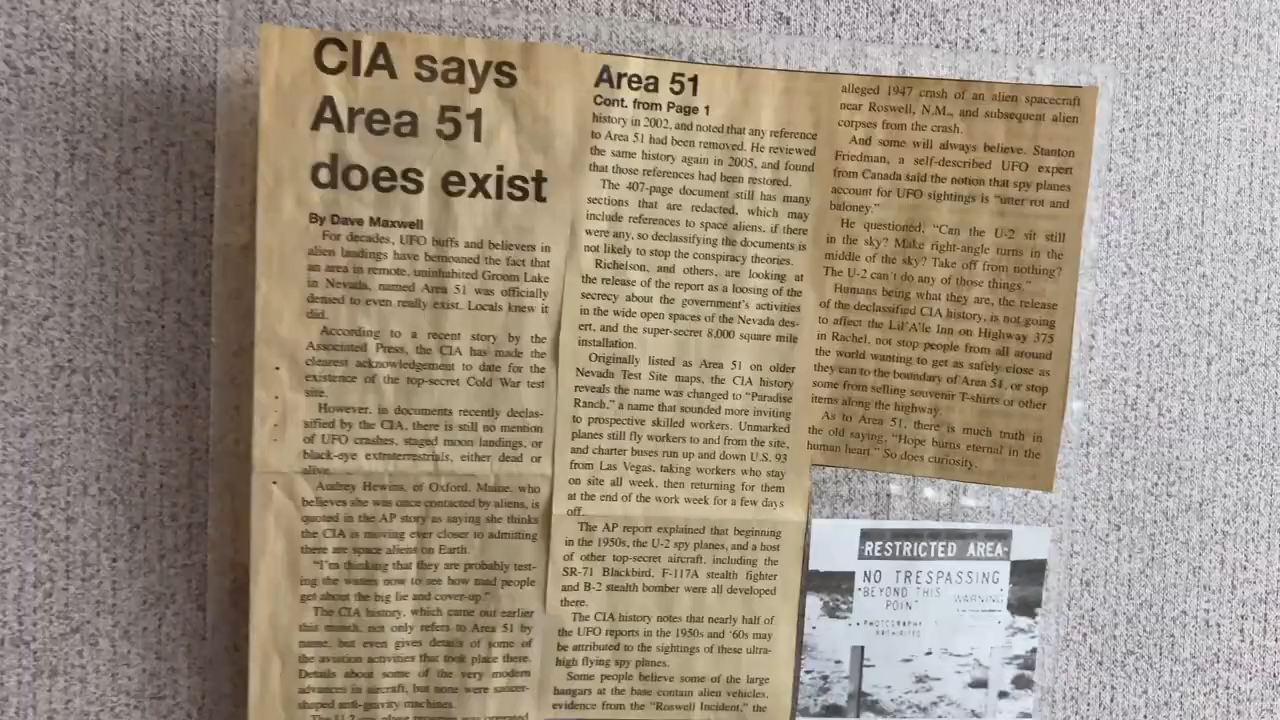 CIA says
Area 51
does exist
By Dave Maxwell
For decades, UFO buffs and believers in
alien landings have bemoaned the fact that
an area in remote, uninhabited Groom Lake
in Nevada, named Area 51 was officially
denied to even really exist. Locals knew it
did.
According to a recent story by the
Associated Press, the CIA has made the
clearest acknowledgement to date for the
existence of the top-secret Cold War test
site.
However, in documents recently declas-
sified by the CIA, there is still no mention
of UFO crashes, staged moon landings, or
black-eye extraterrestrials, either dead or
alive.
Audrey Hewins, of Oxford, Maine, who
believes she was once contacted by aliens, is
quoted in the AP story as saying she thinks
the CIA is moving ever closer to admitting
there are space aliens on Earth.
"I'm thinking that they are probably test-
ing the waters now to see how mad people
get about the big lie and cover-up."
The CIA history, which came out earlier
this month, not only refers to Area 51 by
name, but even gives details of some of
the aviation activities that took place there.
Details about some of the very modern
advances in aircraft, but none were saucer-
shaped anti-gravity machines.
The U-2 spy plane program was operated
Area 51
Cont. from Page 1
history in 2002, and noted that any reference
to Area 51 had been removed. He reviewed
the same history again in 2005, and found
that those references had been restored.
The 407-page document still has many
sections that are redacted, which may
include references to space aliens, if there
were any, so declassifying the documents is
not likely to stop the conspiracy theories.
Richelson, and others, are looking at
the release of the report as a loosing of the
secrecy about the government's activities
in the wide open spaces of the Nevada des-
ert, and the super-secret 8,000 square mile
installation.
Originally listed as Area 51 on older
Nevada Test Site maps, the CIA history
reveals the name was changed to "Paradise
Ranch," a name that sounded more inviting
to prospective skilled workers. Unmarked
planes still fly workers to and from the site,
and charter buses run up and down U.S. 93
from Las Vegas, taking workers who stay
on site all week, then returning for them
at the end of the work week for a few days
off.
The AP report explained that beginning
in the 1950s, the U-2 spy planes, and a host
of other top-secret aircraft, including the
SR-71 Blackbird, F-117A stealth fighter
and B-2 stealth bomber were all developed
there.
The CIA history notes that nearly half of
the UFO reports in the 1950s and '60s may
be attributed to the sightings of these ultra-
high flying spy planes.
Some people believe some of the large
hangars at the base contain alien vehicles,
evidence from the "Roswell Incident," the
alleged 1947 crash of an alien spacecraft
near Roswell, N.M., and subsequent alien
corpses from the crash.
And some will always believe. Stanton
Friedman, a self-described UFO expert
from Canada said the notion that spy planes
account for UFO sightings is "utter rot and
baloney."
He questioned, "Can the U-2 sit still
in the sky? Make right-angle turns in the
middle of the sky? Take off from nothing?
The U-2 can't do any of those things."
Humans being what they are, the release
of the declassified CIA history, is not going
to affect the Lil'A'le Inn on Highway 375
in Rachel, not stop people from all around
the world wanting to get as safely close as
they can to the boundary of Area 51, or stop
some from selling souvenir T-shirts or other
items along the highway.
As to Area 51, there is much truth in
the old saying, "Hope burns eternal in the
human heart." So does curiosity.
RESTRICTED AREA
NO TRESPASSING
BEYOND THIS
POINT
WARNING
PHOTOGRAPHY
PROHIBITED